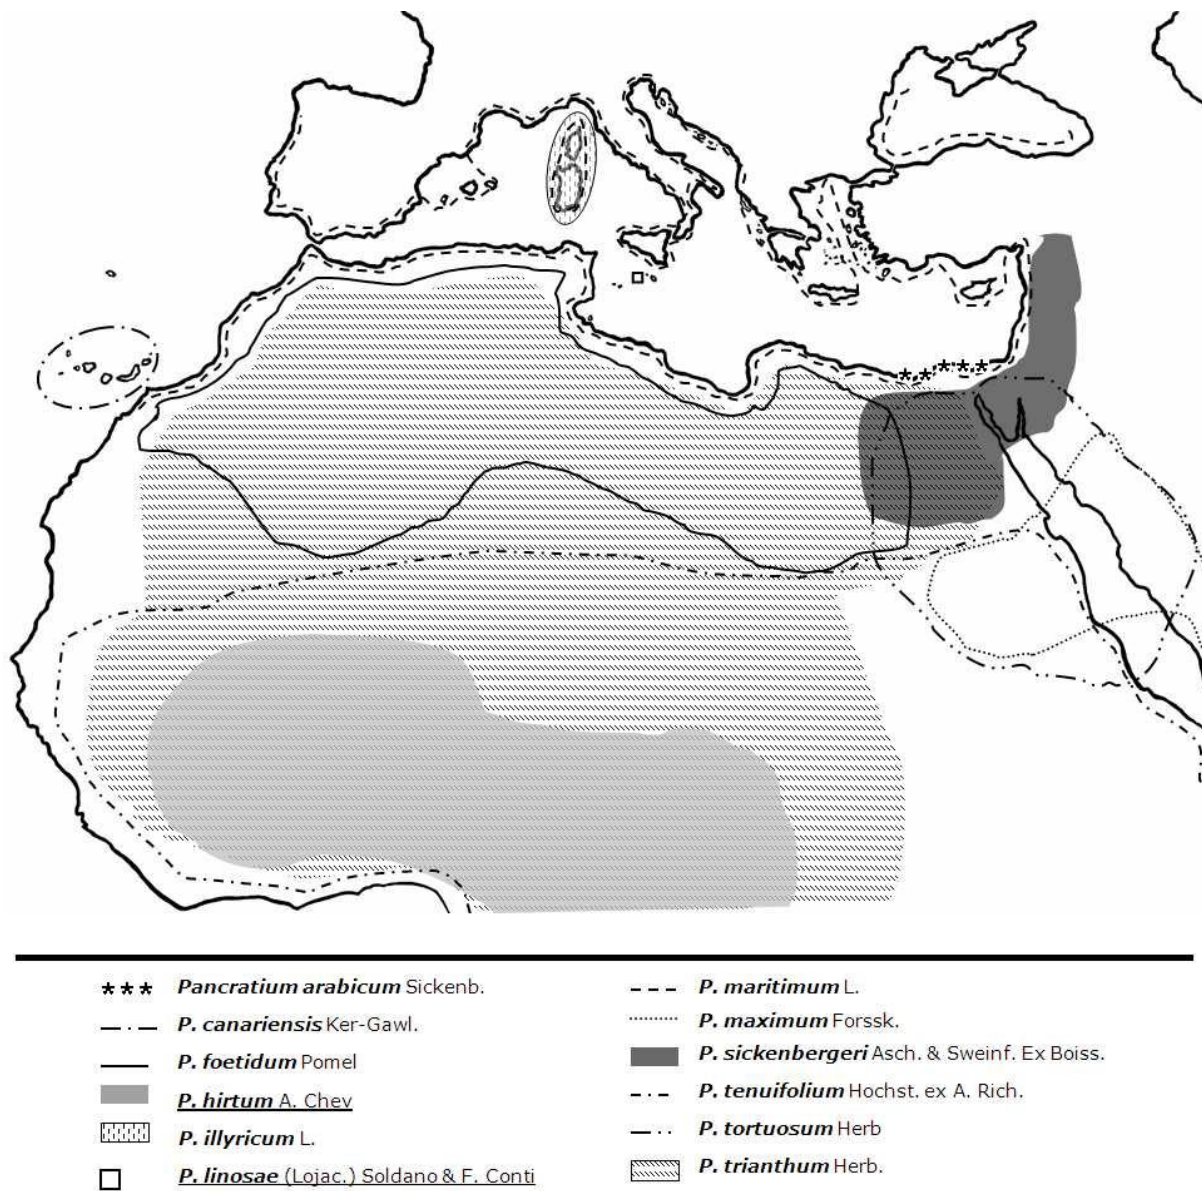 *** Pancratium arabicum Sickenb.
P. canariensis Ker-Gawl.
P. foetidum Pomel
P. hirtum A. Chev
P. illyricum L.
P. linosae (Lojac.) Soldano & F. Conti
P. maritimum L.
P. maximum Forssk.
P. sickenbergeri Asch. & Sweinf. Ex Boiss.
P. tenuifolium Hochst. ex A. Rich.
P. tortuosum Herb
P. trianthum Herb.